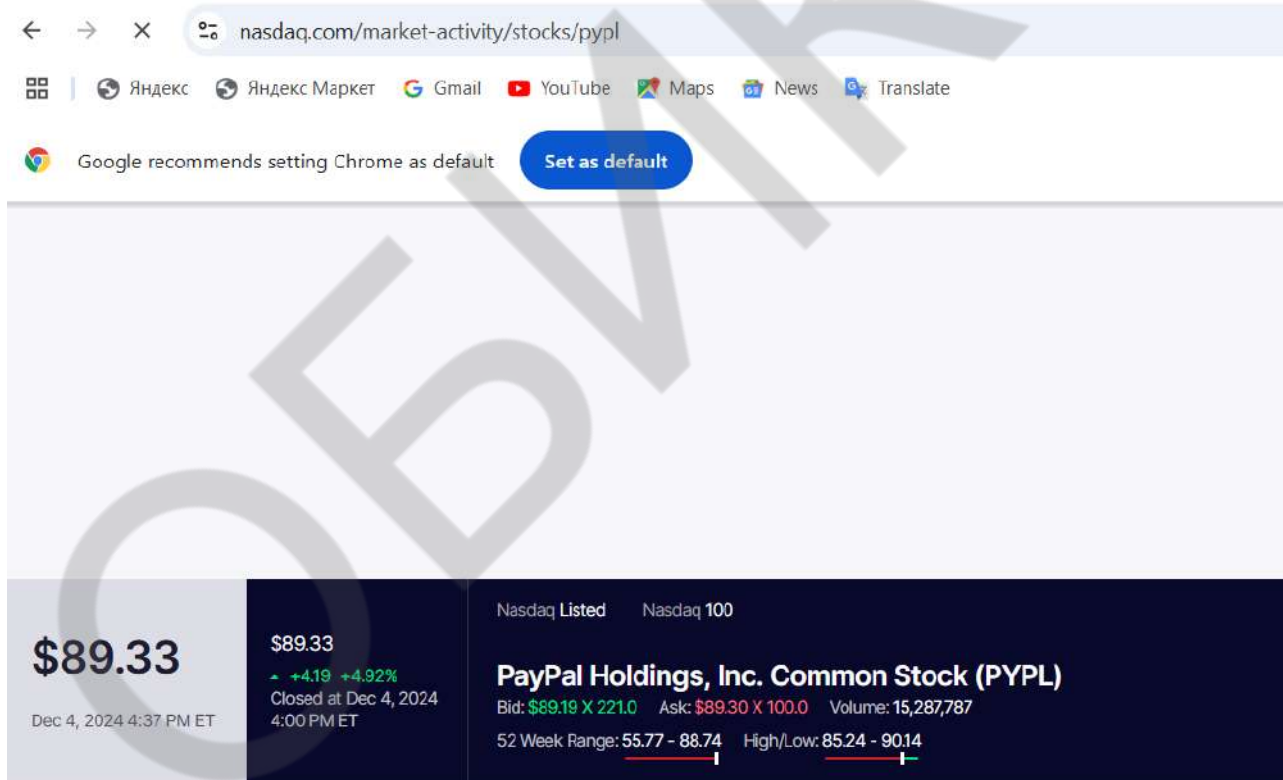 nasdaq.com/market-activity/stocks/pypl
Яндекс Яндекс Маркет Gmail YouTube Maps News Translate
Google recommends setting Chrome as default Set as default
ОБИК
Nasdaq Listed Nasdaq 100
$89.33
$89.33
+4.19 +4.92%
Closed at Dec 4, 2024
4:00 PM ET
Dec 4, 2024 4:37 PM ET
PayPal Holdings, Inc. Common Stock (PYPL)
Bid: $89.19 X 221.0 Ask: $89.30 X 100.0 Volume: 15,287,787
52 Week Range: 55.77 - 88.74 High/Low: 85.24 - 90.14